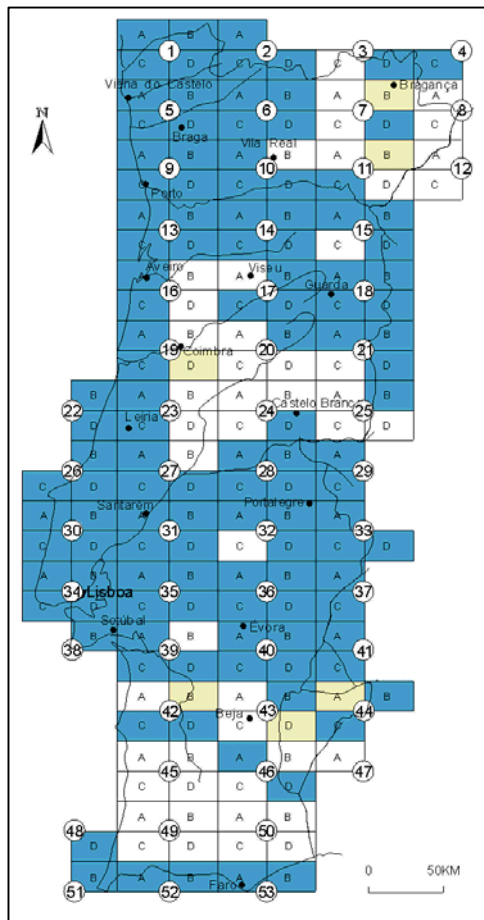 A B A
1 2 3 4
C D C D C D C
Viana do Castelo Bragança
A B A B A B A
N 5 6 7 8
C D C D C D C
Braga
Vila Real
A B A B A B A
9 10 11 12
C D C D C D C
Porto
A B A B A B
13 14 15
C D C D C D
Aveiro Viseu
A B A B A B
16 17 18
Guarda
C D C D C D
A B A B A B
19 20 21
Coimbra
C D C D C D
B A B A B A B
22 23 24 25
Castelo Branco
D C D C D C D
Leiria
B A B A B A
26 27 28 29
C D C D C D C
Santarém Portalegre
A B A B A B A
30 31 32 33
C D C D C D C D
A B A B A B A
34 35 36 37
Lisboa
C D C D C D C
Setúbal Évora
B A B A B A
38 39 40 41
C D C D C
A B A B A B
42 43 44
Beja
C D C D C
A B A B A
45 46 47
C D C D
A B A B
48 49 50
D C D C D
B A B A B
Faro
51 52 53
0 50KM